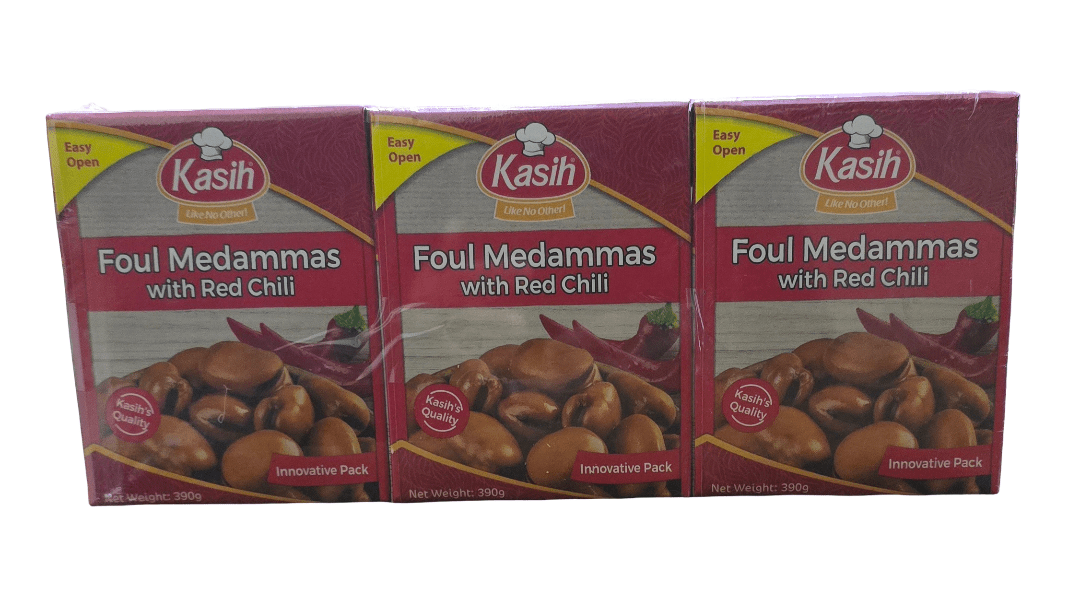 Easy
Open
Kasih
Like No Other!
Foul Medammas
with Red Chili
Kasih's
Quality
Innovative Pack
Net Weight: 390g
Easy
Open
Kasih
Like No Other!
Foul Medammas
with Red Chili
Kasih's
Quality
Innovative Pack
Net Weight: 390g
Easy
Open
Kasih
Like No Other!
Foul Medammas
with Red Chili
Kasih's
Quality
Innovative Pack
Net Weight: 390g